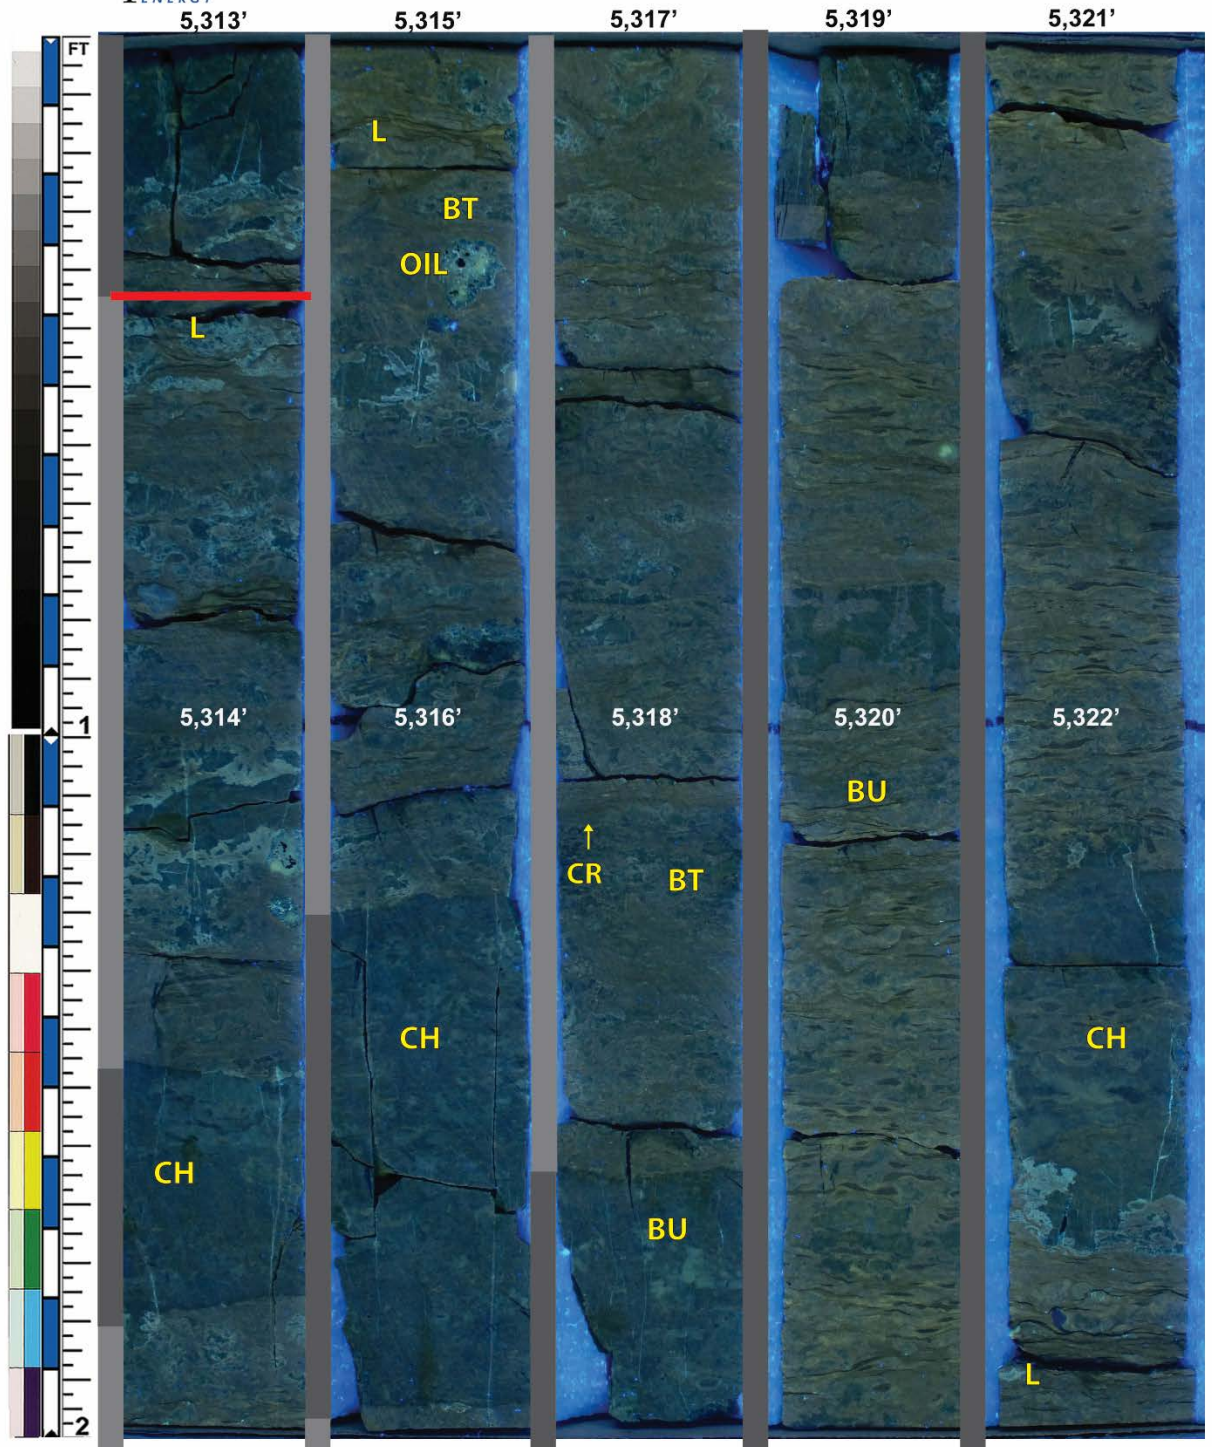 ENERGY
5,313’ 5,315’ 5,317’ 5,319’ 5,321’
FT
L
BT
OIL
L
1
5,314’ 5,316’ 5,318’ 5,320’ 5,322’
BU
CR
BT
CH
CH
CH
BU
L
2